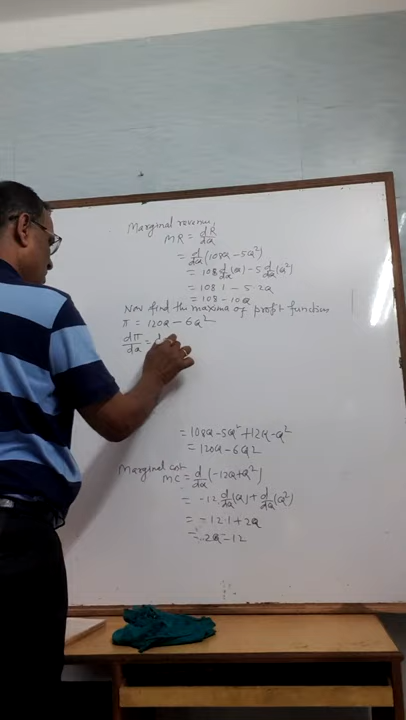 Marginal revenue,
MR = dR/dQ
= d/dQ (108Q - 5Q²)
= 108 d/dQ (Q) - 5 d/dQ (Q²)
= 108·1 - 5·2Q
= 108 - 10Q
Now find the maxima of profit function
π = 120Q - 6Q²
dπ/dQ =
= 108Q - 5Q² + 12Q - Q²
= 120Q - 6Q2
Marginal cost
MC = d/dQ (-12Q + Q²)
= -12·d/dQ (Q) + d/dQ (Q²)
= -12·1 + 2Q
= 2Q - 12